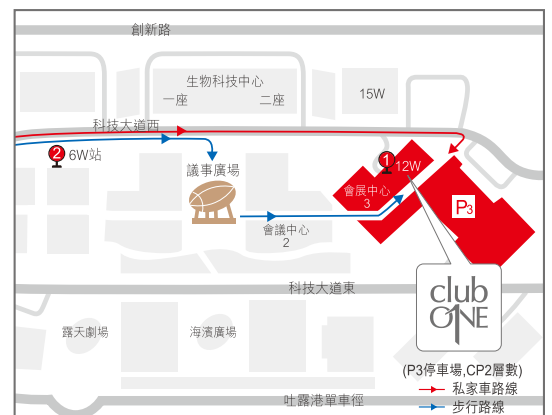 創新路
生物科技中心
一座 二座
15W
科技大道西
2 6W站
議事廣場
1 12W
會展中心
3
P3
會議中心
2
科技大道東
club
ONE
露天劇場
海濱廣場
(P3停車場,CP2層數)
私家車路線
吐露港單車徑
步行路線